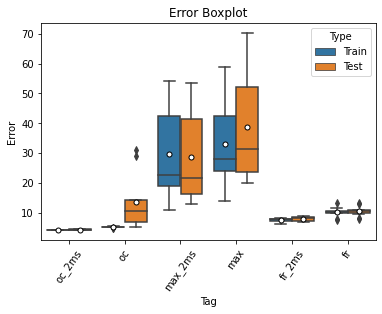 Error Boxplot
70
60
50
40
30
20
10
Error
Type
Train
Test
oc_2ms
oc
max_2ms
max
fr_2ms
fr
Tag